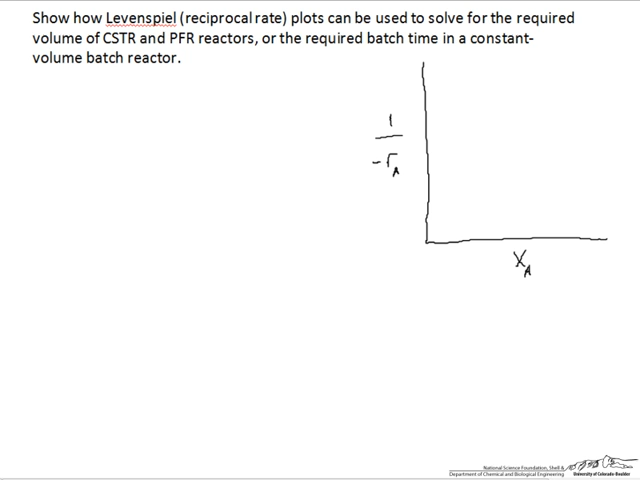 Show how Levenspiel (reciprocal rate) plots can be used to solve for the required
volume of CSTR and PFR reactors, or the required batch time in a constant-
volume batch reactor.
1
-r_A
X_A
National Science Foundation, Shell &
Department of Chemical and Biological Engineering
University of Colorado Boulder